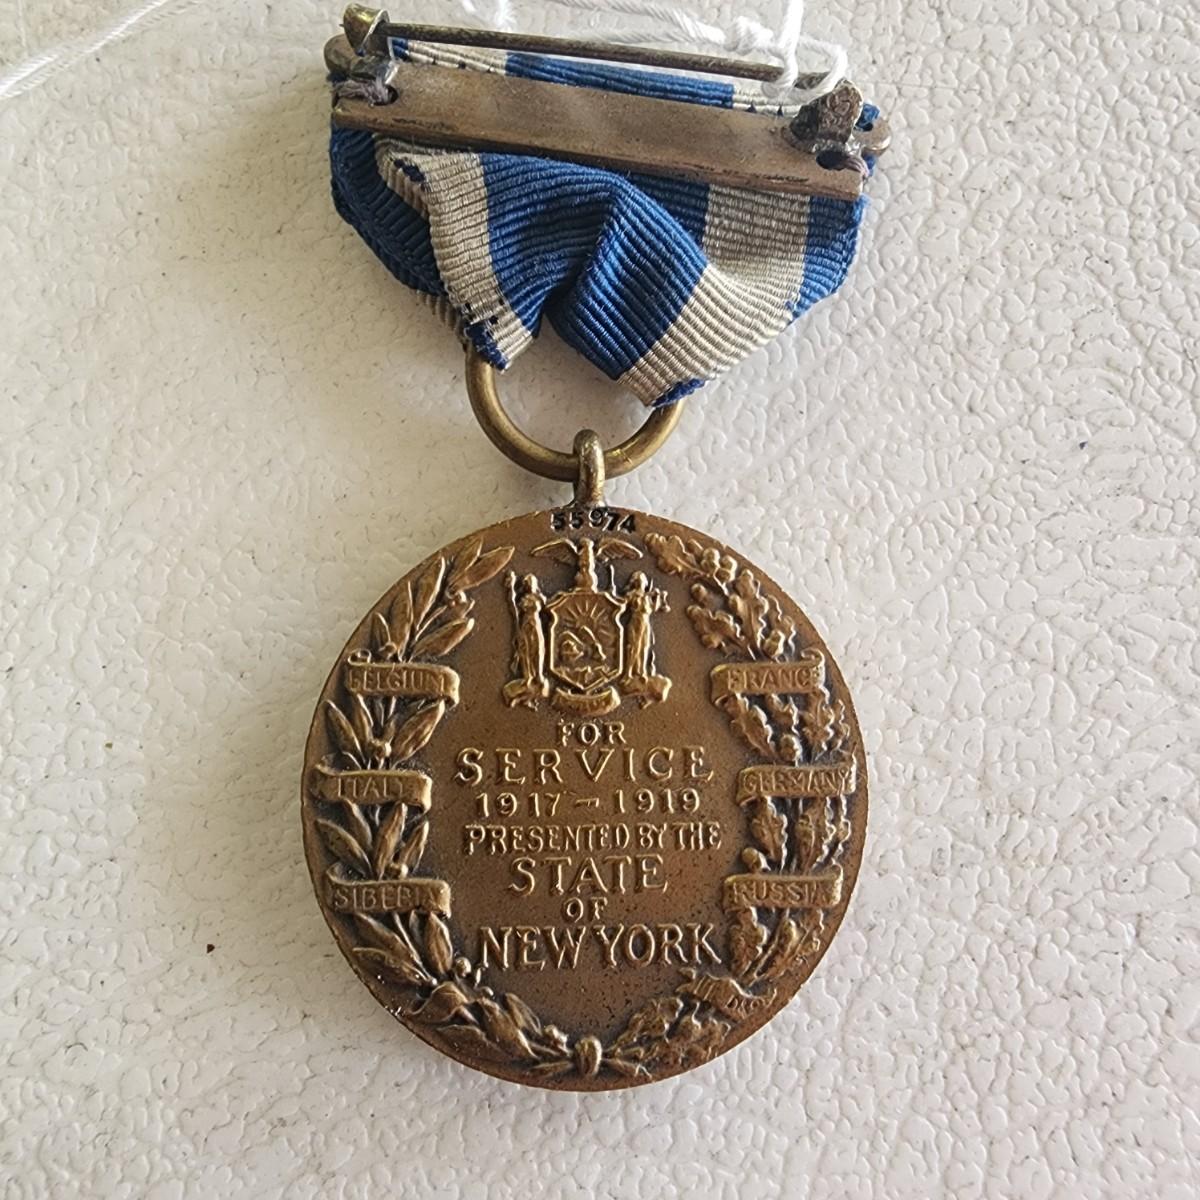 55974
BELGIUM
FRANCE
FOR
SERVICE
ITALY
GERMANY
1917 – 1919
PRESENTED BY THE
STATE
SIBERIA
RUSSIA
OF
NEW YORK